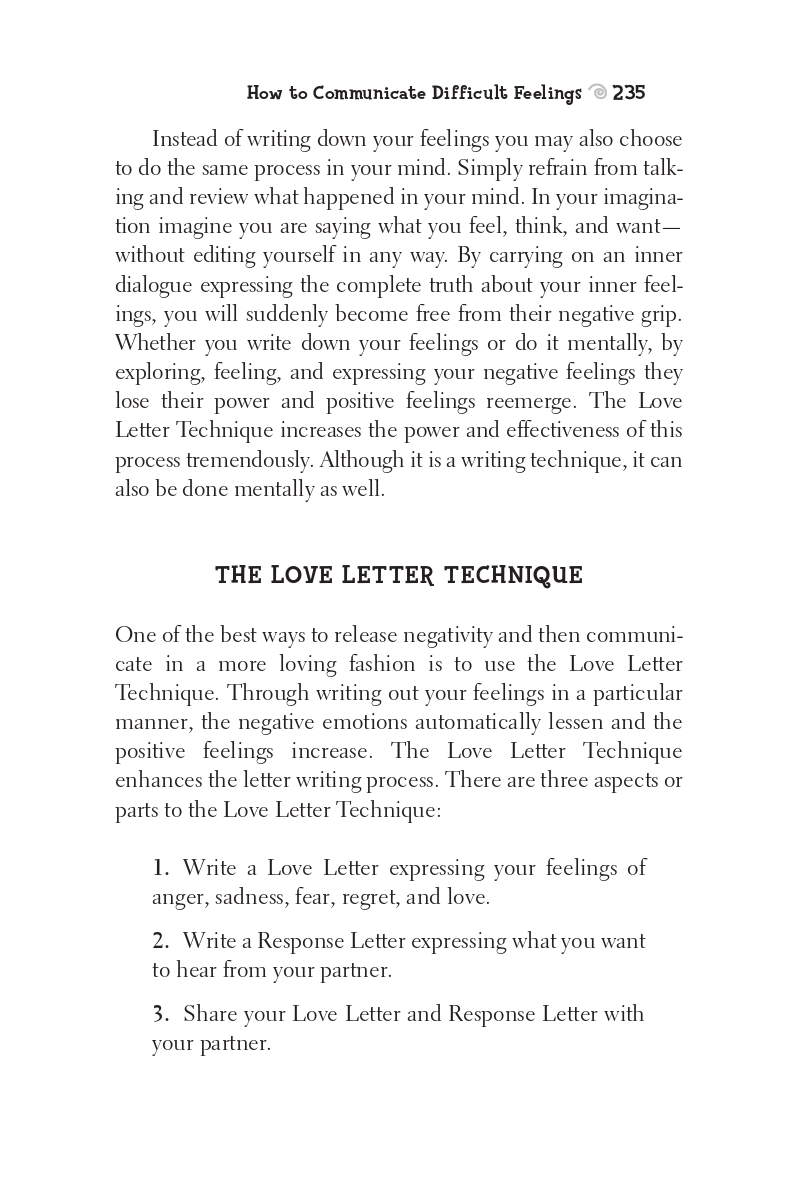 How to Communicate Difficult Feelings 235
Instead of writing down your feelings you may also choose
to do the same process in your mind. Simply refrain from talk-
ing and review what happened in your mind. In your imagina-
tion imagine you are saying what you feel, think, and want—
without editing yourself in any way. By carrying on an inner
dialogue expressing the complete truth about your inner feel-
ings, you will suddenly become free from their negative grip.
Whether you write down your feelings or do it mentally, by
exploring, feeling, and expressing your negative feelings they
lose their power and positive feelings reemerge. The Love
Letter Technique increases the power and effectiveness of this
process tremendously. Although it is a writing technique, it can
also be done mentally as well.
THE LOVE LETTER TECHNIQUE
One of the best ways to release negativity and then communi-
cate in a more loving fashion is to use the Love Letter
Technique. Through writing out your feelings in a particular
manner, the negative emotions automatically lessen and the
positive feelings increase. The Love Letter Technique
enhances the letter writing process. There are three aspects or
parts to the Love Letter Technique:
1. Write a Love Letter expressing your feelings of
anger, sadness, fear, regret, and love.
2. Write a Response Letter expressing what you want
to hear from your partner.
3. Share your Love Letter and Response Letter with
your partner.